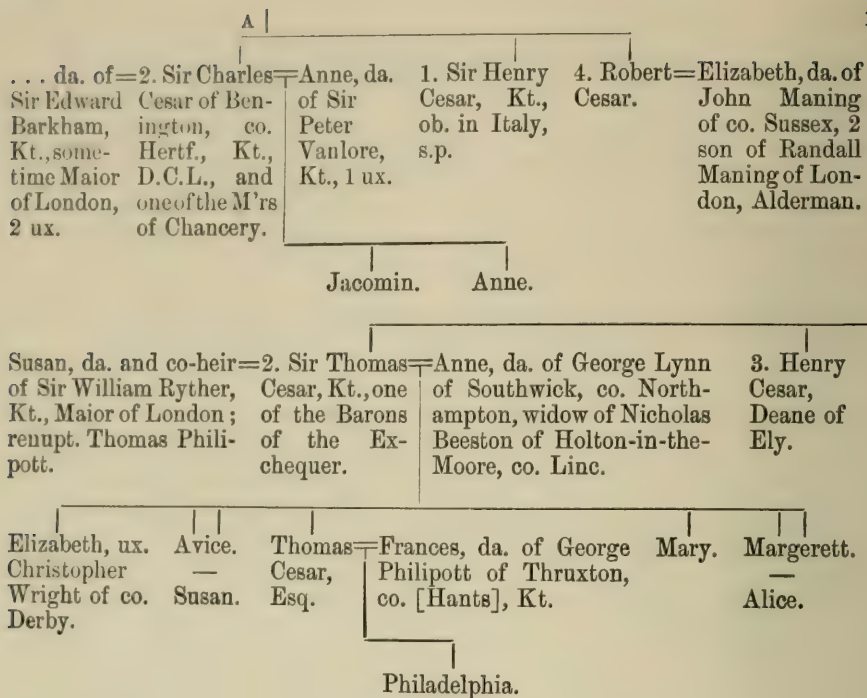 A
. . . da. of=2. Sir Charles=Anne, da. 1. Sir Henry 4. Robert=Elizabeth, da. of
Sir Edward Cesar of Ben- of Sir Cesar, Kt., Cesar. John Maning
Barkham, ington, co. Peter ob. in Italy, of co. Sussex, 2
Kt., some- Hertf., Kt., Vanlore, s.p. son of Randall
time Maior D.C.L., and Kt., 1 ux. Maning of Lon-
of London, one of the M'rs don, Alderman.
2 ux. of Chancery.
Jacomin. Anne.
Susan, da. and co-heir=2. Sir Thomas=Anne, da. of George Lynn 3. Henry
of Sir William Ryther, Cesar, Kt., one of Southwick, co. North- Cesar,
Kt., Maior of London; of the Barons ampton, widow of Nicholas Deane of
renupt. Thomas Phili- of the Ex- Beeston of Holton-in-the- Ely.
pott. chequer. Moore, co. Linc.
Elizabeth, ux. Avice. Thomas=Frances, da. of George Mary. Margerett.
Christopher — Cesar, Philipott of Thruxton, —
Wright of co. Susan. Esq. co. [Hants], Kt. Alice.
Derby.
Philadelphia.